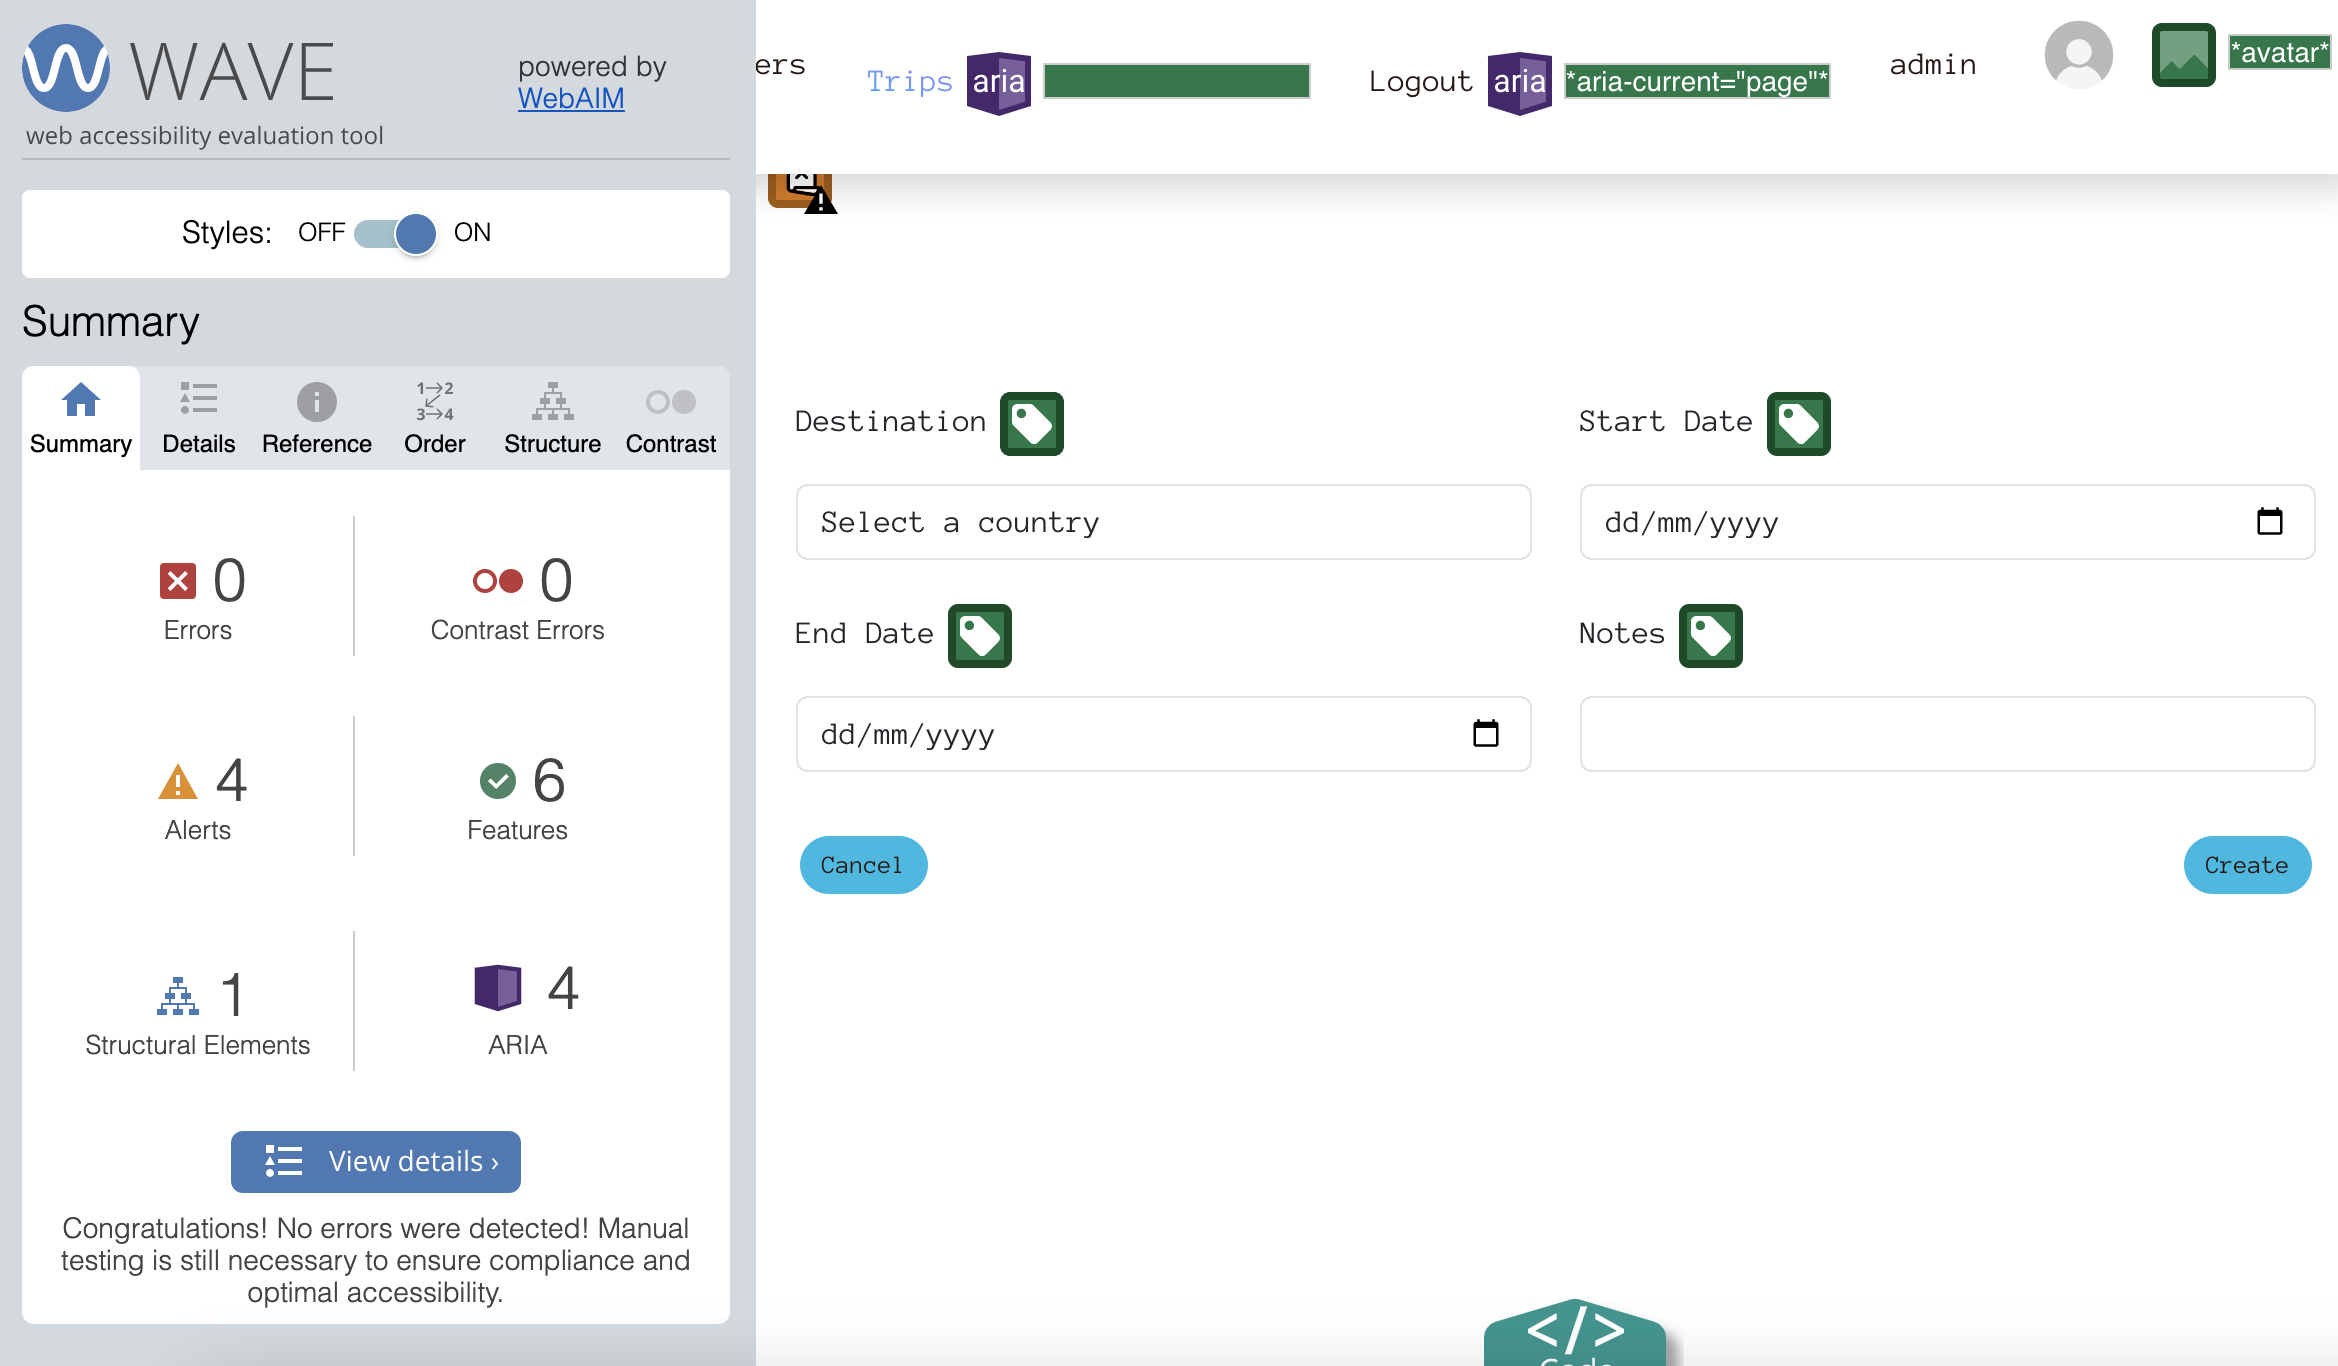 WAVE
powered by
WebAIM
web accessibility evaluation tool
Styles: OFF ON
Summary
Summary Details Reference Order Structure Contrast
0
Errors
0
Contrast Errors
4
Alerts
6
Features
1
Structural Elements
4
ARIA
View details ›
Congratulations! No errors were detected! Manual
testing is still necessary to ensure compliance and
optimal accessibility.
ers Trips aria Logout aria *aria-current="page"* admin *avatar*
Destination
Select a country
Start Date
dd/mm/yyyy
End Date
dd/mm/yyyy
Notes
Cancel
Create
</>
Code